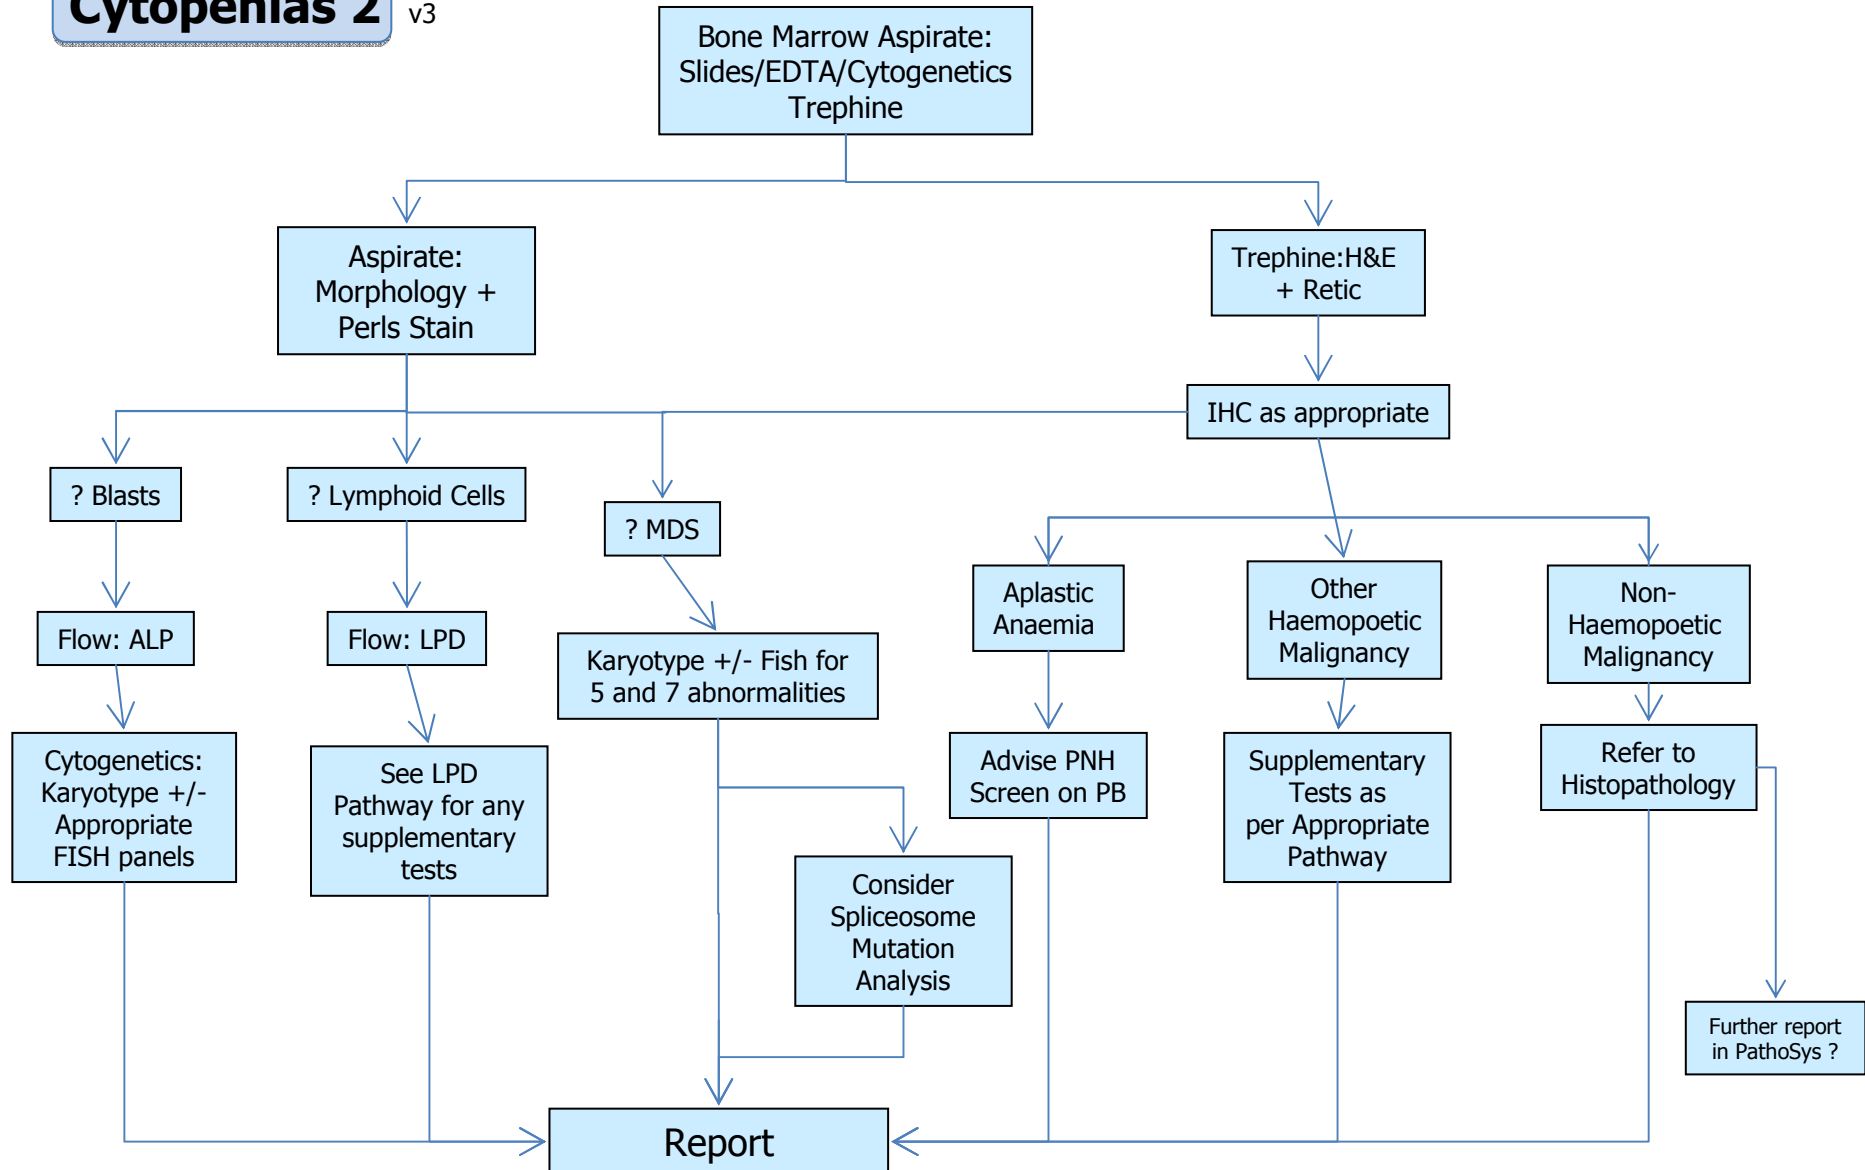 Cytopenias 2
v3
Bone Marrow Aspirate:
Slides/EDTA/Cytogenetics
Trephine
Aspirate:
Morphology +
Perls Stain
Trephine:H&E
+ Retic
IHC as appropriate
? Blasts
? Lymphoid Cells
? MDS
Aplastic
Anaemia
Other
Haemopoetic
Malignancy
Non-
Haemopoetic
Malignancy
Flow: ALP
Flow: LPD
Karyotype +/- Fish for
5 and 7 abnormalities
Cytogenetics:
Karyotype +/-
Appropriate
FISH panels
See LPD
Pathway for any
supplementary
tests
Advise PNH
Screen on PB
Supplementary
Tests as
per Appropriate
Pathway
Refer to
Histopathology
Consider
Spliceosome
Mutation
Analysis
Further report
in PathoSys ?
Report